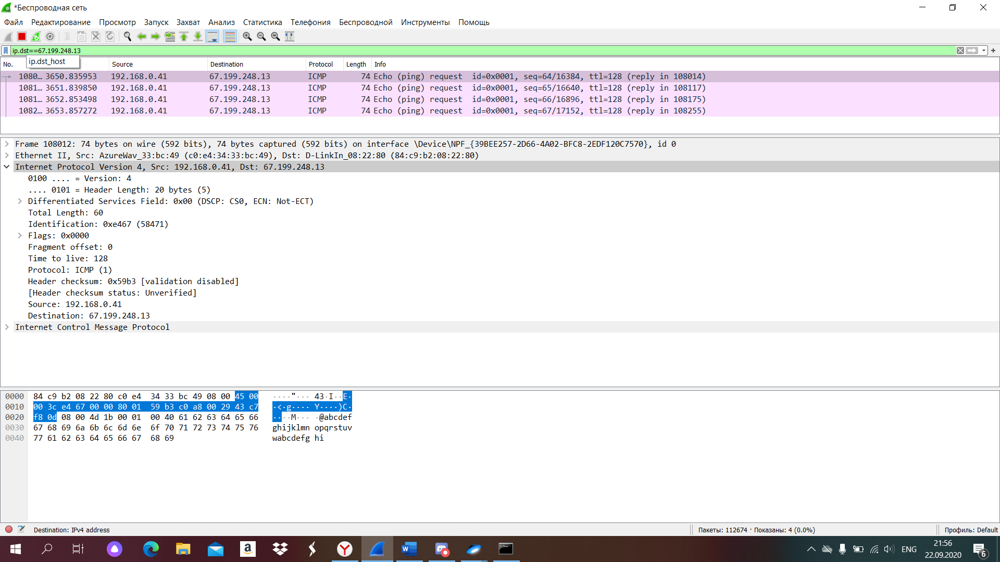 *Беспроводная сеть
Файл Редактирование Просмотр Запуск Захват Анализ Статистика Телефония Беспроводной Инструменты Помощь
ip.dst==67.199.248.13
ip.dst_host
No. Source Destination Protocol Length Info
1080… 3650.835953 192.168.0.41 67.199.248.13 ICMP 74 Echo (ping) request id=0x0001, seq=64/16384, ttl=128 (reply in 108014)
1081… 3651.839850 192.168.0.41 67.199.248.13 ICMP 74 Echo (ping) request id=0x0001, seq=65/16640, ttl=128 (reply in 108117)
1081… 3652.853498 192.168.0.41 67.199.248.13 ICMP 74 Echo (ping) request id=0x0001, seq=66/16896, ttl=128 (reply in 108175)
1082… 3653.857272 192.168.0.41 67.199.248.13 ICMP 74 Echo (ping) request id=0x0001, seq=67/17152, ttl=128 (reply in 108255)
Frame 108012: 74 bytes on wire (592 bits), 74 bytes captured (592 bits) on interface \Device\NPF_{39BEE257-2D66-4A02-BFC8-2EDF120C7570}, id 0
Ethernet II, Src: AzureWav_33:bc:49 (c0:e4:34:33:bc:49), Dst: D-LinkIn_08:22:80 (84:c9:b2:08:22:80)
Internet Protocol Version 4, Src: 192.168.0.41, Dst: 67.199.248.13
0100 .... = Version: 4
.... 0101 = Header Length: 20 bytes (5)
Differentiated Services Field: 0x00 (DSCP: CS0, ECN: Not-ECT)
Total Length: 60
Identification: 0xe467 (58471)
Flags: 0x0000
Fragment offset: 0
Time to live: 128
Protocol: ICMP (1)
Header checksum: 0x59b3 [validation disabled]
[Header checksum status: Unverified]
Source: 192.168.0.41
Destination: 67.199.248.13
Internet Control Message Protocol
0000 84 c9 b2 08 22 80 c0 e4 34 33 bc 49 08 00 45 00 ····"··· 43·I··E·
0010 00 3c e4 67 00 00 80 01 59 b3 c0 a8 00 29 43 c7 ·<·g···· Y····)C·
0020 f8 0d 08 00 4d 1b 00 01 00 40 61 62 63 64 65 66 ····M··· ·@abcdef
0030 67 68 69 6a 6b 6c 6d 6e 6f 70 71 72 73 74 75 76 ghijklmn opqrstuv
0040 77 61 62 63 64 65 66 67 68 69 wabcdefg hi
Destination: IPv4 address Пакеты: 112674 · Показаны: 4 (0.0%) Профиль: Default
ENG 21:56
22.09.2020
6